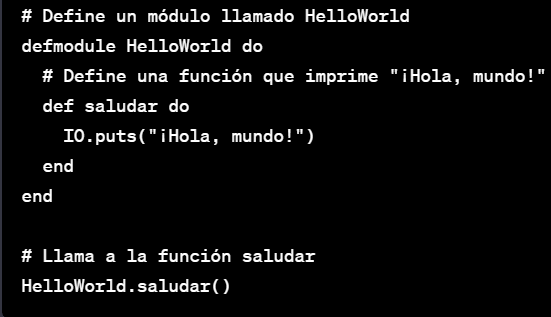 # Define un módulo llamado HelloWorld
defmodule HelloWorld do
  # Define una función que imprime "¡Hola, mundo!"
  def saludar do
    IO.puts("¡Hola, mundo!")
  end
end

# Llama a la función saludar
HelloWorld.saludar()